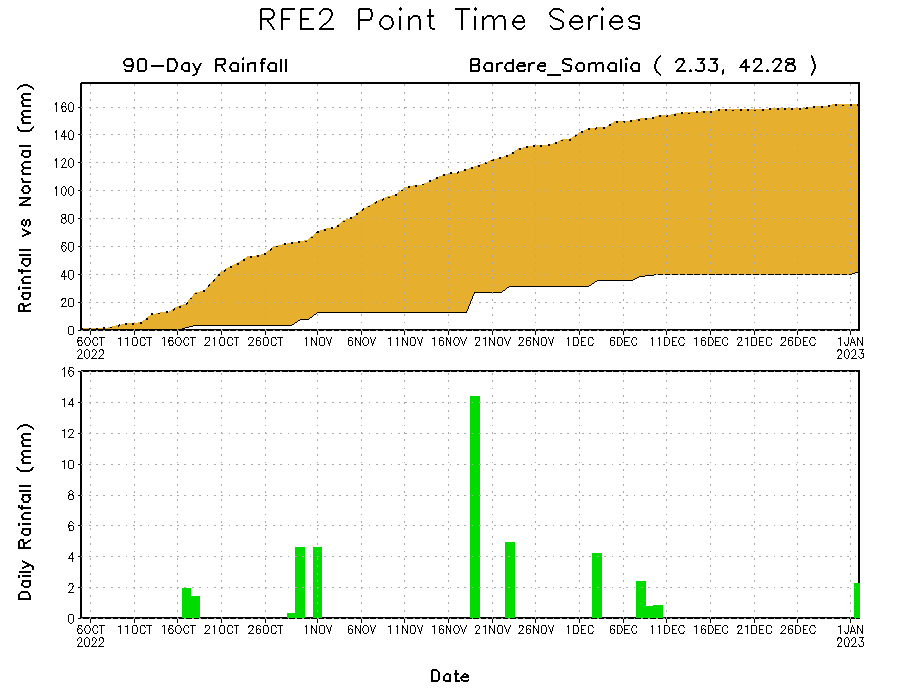 RFE2 Point Time Series
90-Day Rainfall
Bardere_Somalia ( 2.33, 42.28 )
Rainfall vs Normal (mm)
160
140
120
100
80
60
40
20
0
6OCT 11OCT 16OCT 21OCT 26OCT 1NOV 6NOV 11NOV 16NOV 21NOV 26NOV 1DEC 6DEC 11DEC 16DEC 21DEC 26DEC 1JAN
2022 2023
Daily Rainfall (mm)
16
14
12
10
8
6
4
2
0
6OCT 11OCT 16OCT 21OCT 26OCT 1NOV 6NOV 11NOV 16NOV 21NOV 26NOV 1DEC 6DEC 11DEC 16DEC 21DEC 26DEC 1JAN
2022 2023
Date